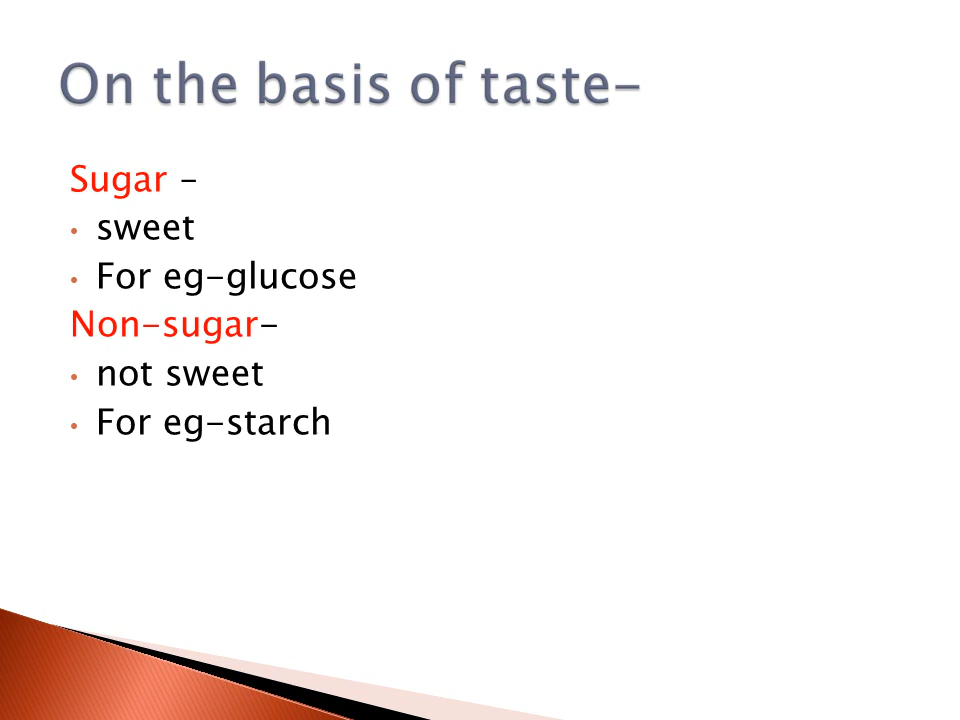 On the basis of taste-
Sugar –
• sweet
• For eg-glucose
Non-sugar-
• not sweet
• For eg-starch